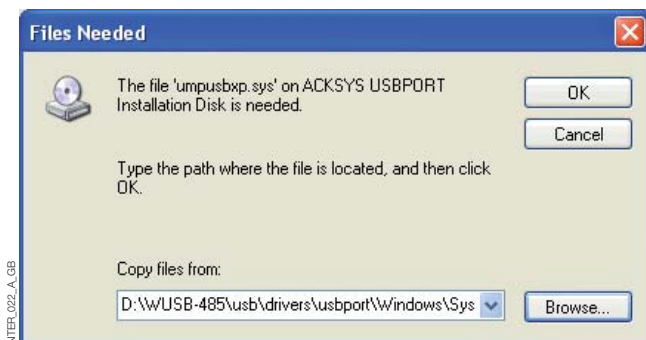 Files Needed
The file 'umpusbxp.sys' on ACKSYS USBPORT
Installation Disk is needed.
OK
Cancel
Type the path where the file is located, and then click
OK.
Copy files from:
D:\WUSB-485\usb\drivers\usbport\Windows\Sys
Browse...
NTER_022_A_GB